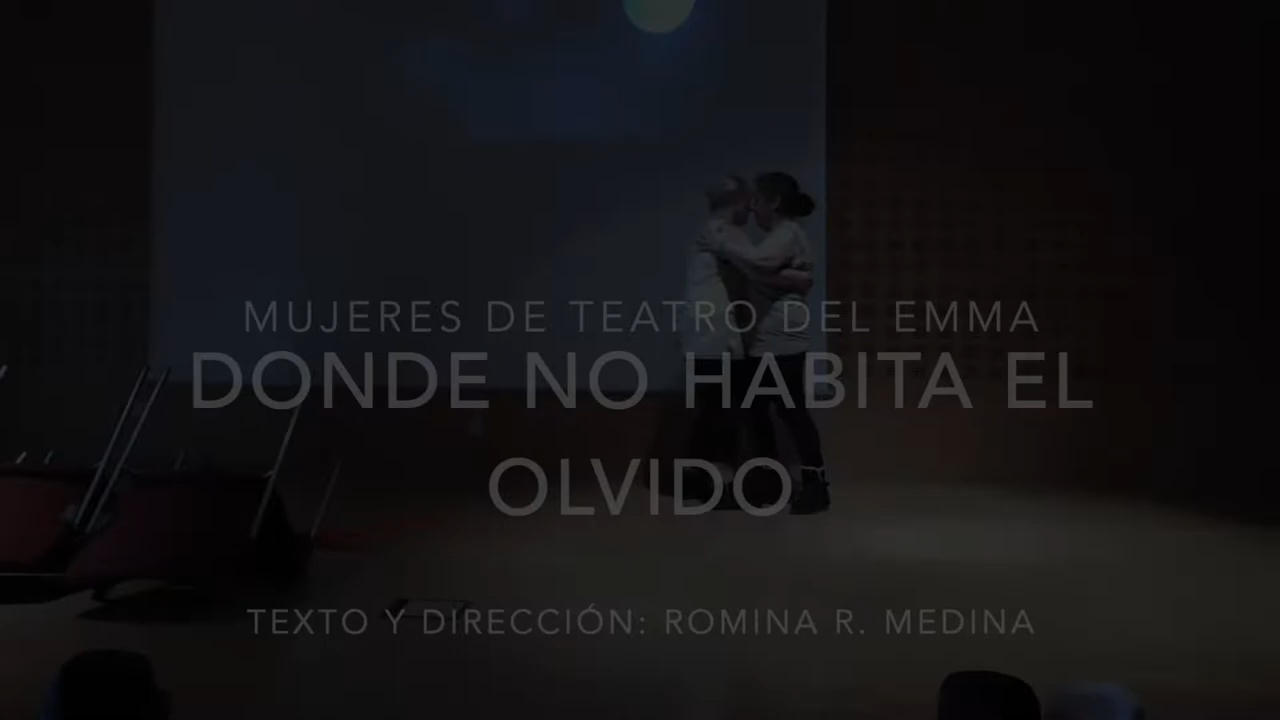 MUJERES DE TEATRO DEL EMMA
DONDE NO HABITA EL
OLVIDO
TEXTO Y DIRECCIÓN: ROMINA R. MEDINA